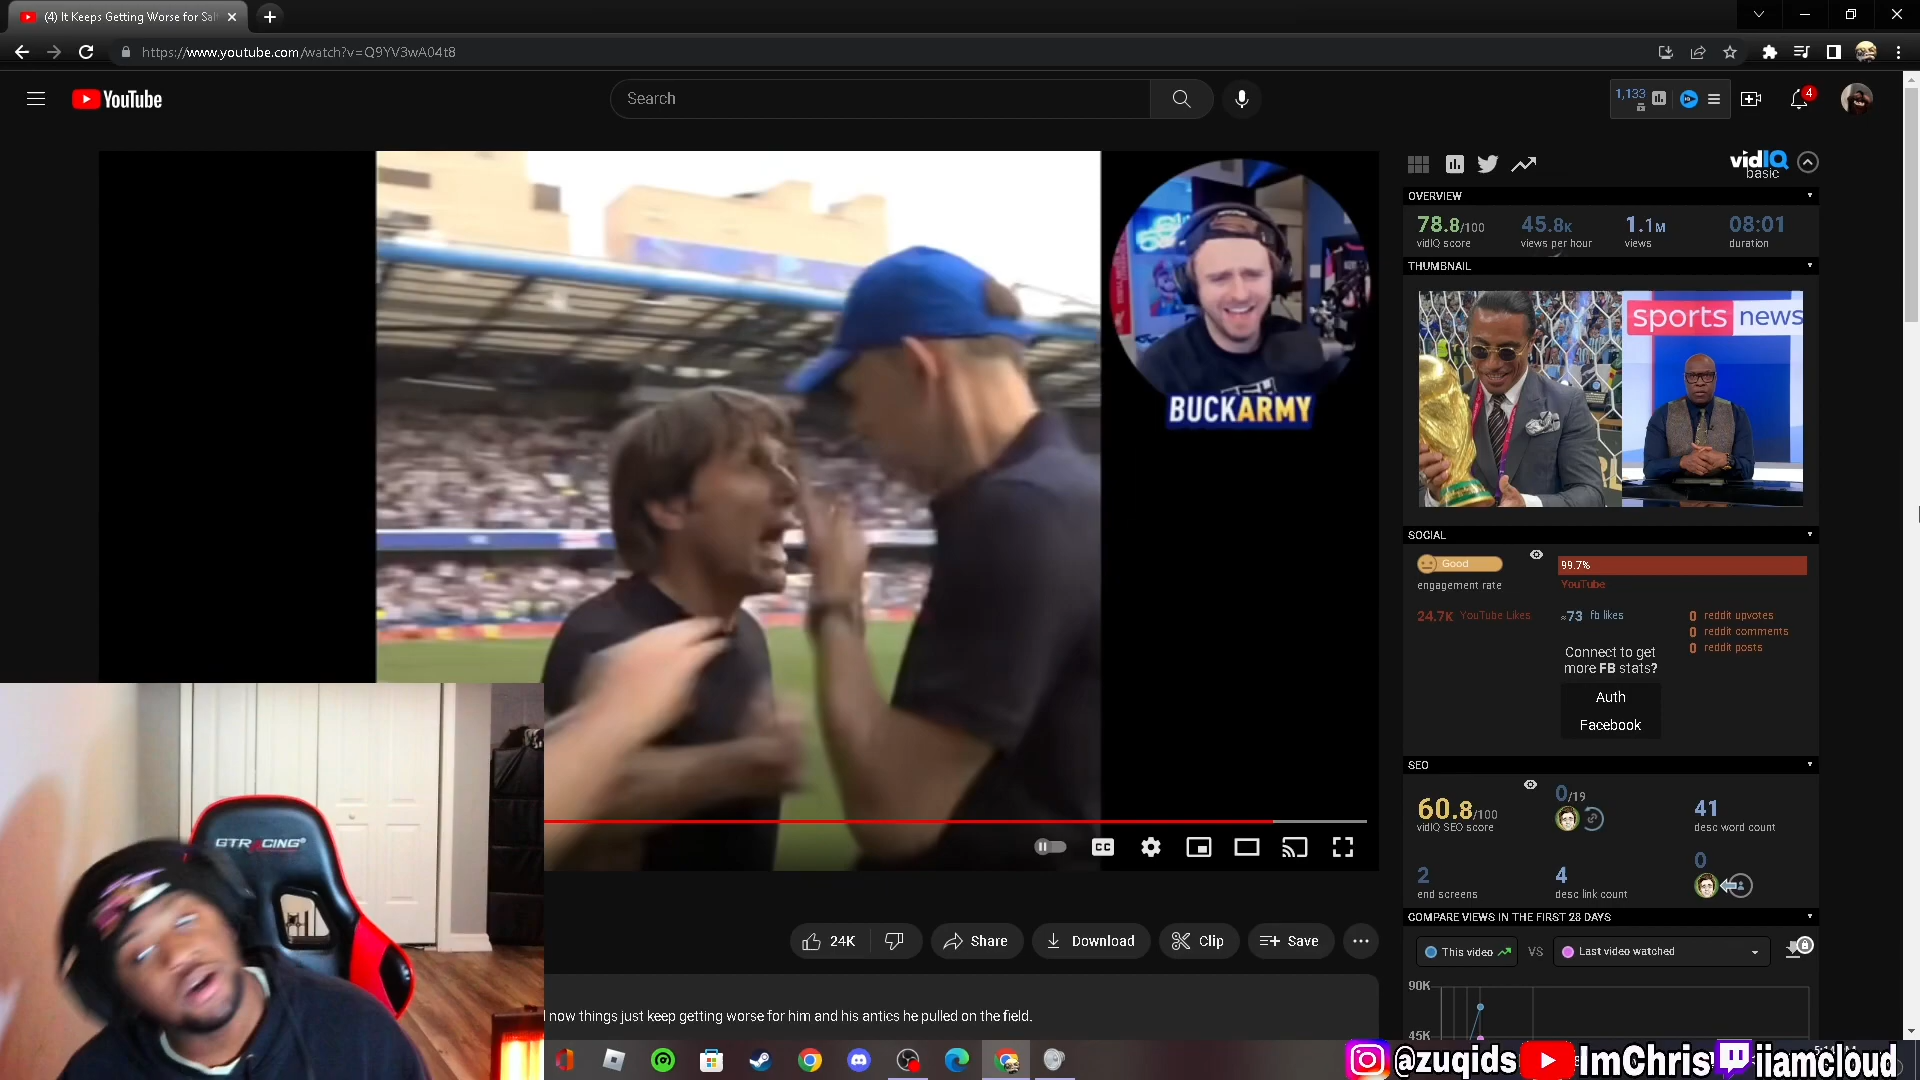 (4) It Keeps Getting Worse for Salt
https://www.youtube.com/watch?v=Q9YV3wA04t8
YouTube
Search
1,133
4
BUCKARMY
vidIQ
basic
OVERVIEW
78.8/100
vidIQ score
45.8K
views per hour
1.1M
views
08:01
duration
THUMBNAIL
sports news
SOCIAL
Good
engagement rate
99.7%
YouTube
24.7K YouTube Likes
≈73 fb likes
0 reddit upvotes
0 reddit comments
0 reddit posts
Connect to get
more FB stats?
Auth
Facebook
SEO
60.8/100
vidIQ SEO score
0/19
41
desc word count
2
end screens
4
desc link count
0
COMPARE VIEWS IN THE FIRST 28 DAYS
This video VS Last video watched
90K
45K
CC
24K Share Download Clip Save
now things just keep getting worse for him and his antics he pulled on the field.
GTRACING
@zuqids ImChris iiamcloud